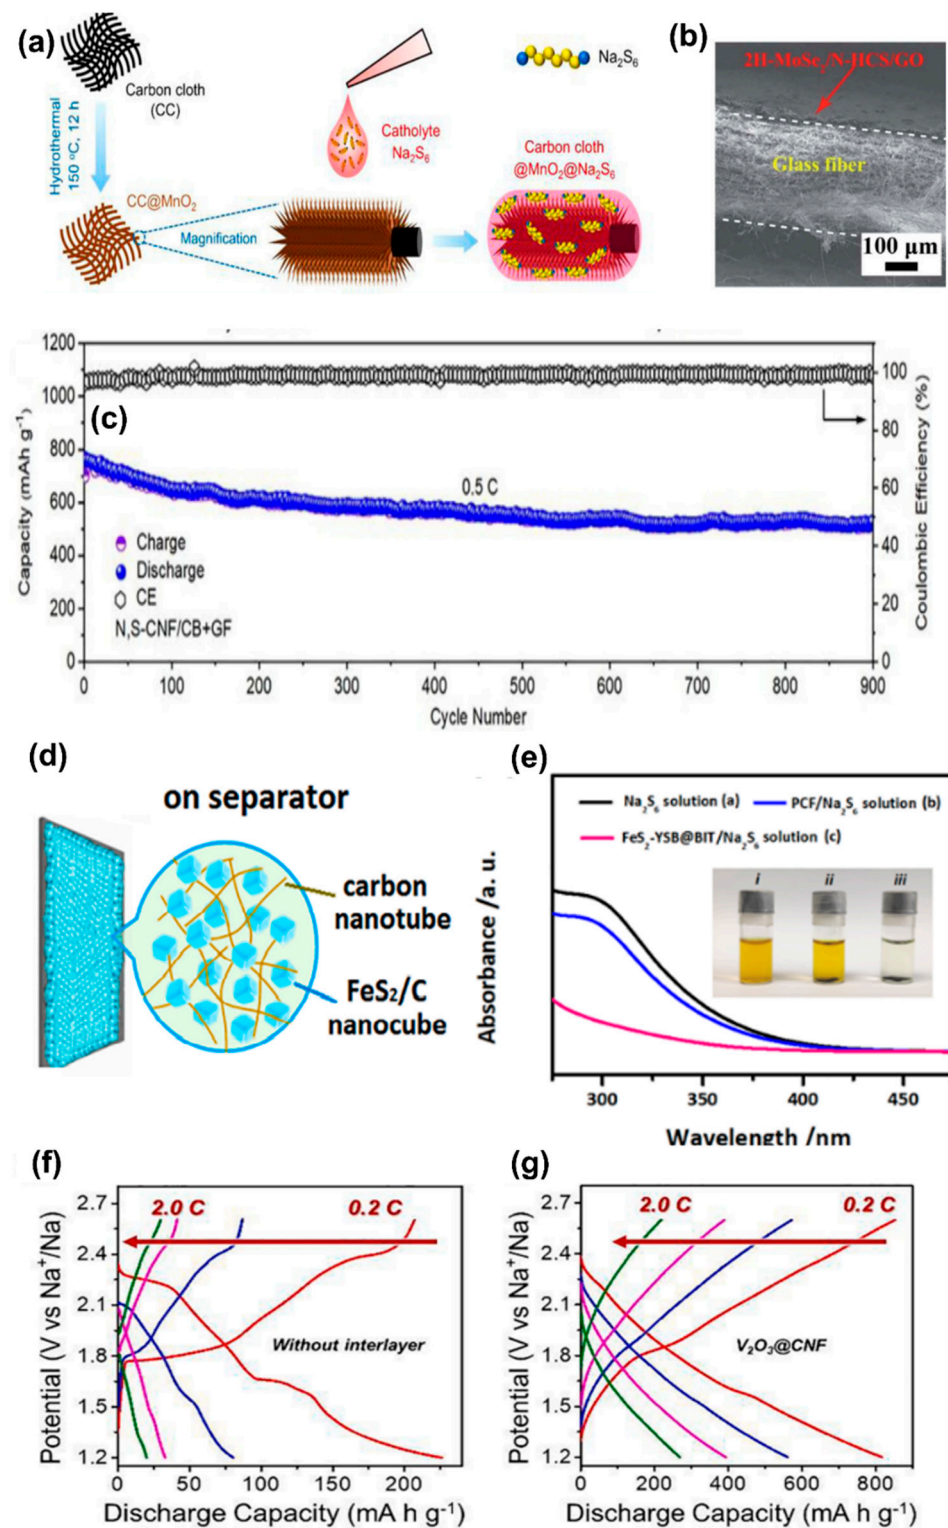 (a)
Carbon cloth
(CC)
Hydrothermal
150 °C, 12 h
CC@MnO₂
Magnification
Catholyte
Na₂S₆
Na₂S₆
Carbon cloth
@MnO₂@Na₂S₆
(b)
2H-MoSe₂/N-HCS/GO
Glass fiber
100 μm
(c)
Capacity (mAh g⁻¹)
1200
1000
800
600
400
200
0
0.5 C
Charge
Discharge
CE
N,S-CNF/CB+GF
100
80
60
40
20
0
Coulombic Efficiency (%)
0 100 200 300 400 500 600 700 800 900
Cycle Number
(d)
on separator
carbon
nanotube
FeS₂/C
nanocube
(e)
Na₂S₆ solution (a)
PCF/Na₂S₆ solution (b)
FeS₂-YSB@BIT/Na₂S₆ solution (c)
i ii iii
Absorbance /a. u.
300 350 400 450
Wavelength /nm
(f)
Potential (V vs Na⁺/Na)
2.7
2.4
2.1
1.8
1.5
1.2
2.0 C
0.2 C
Without interlayer
0 50 100 150 200
Discharge Capacity (mA h g⁻¹)
(g)
Potential (V vs Na⁺/Na)
2.7
2.4
2.1
1.8
1.5
1.2
2.0 C
0.2 C
V₂O₃@CNF
0 200 400 600 800
Discharge Capacity (mA h g⁻¹)